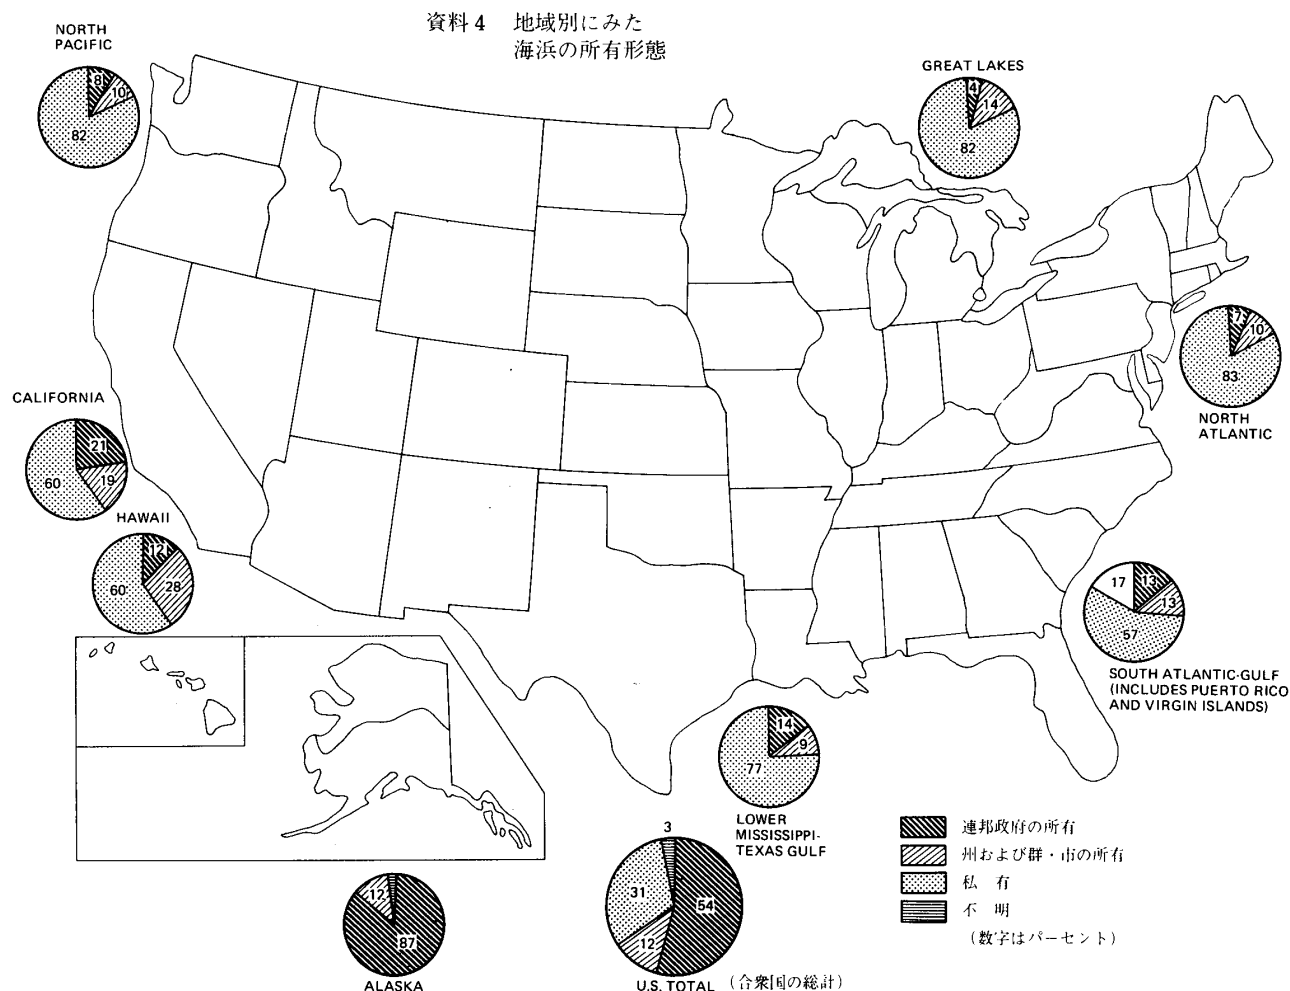 資料4 地域別にみた
海浜の所有形態
NORTH
PACIFIC
8
10
82
GREAT LAKES
4
14
82
7
10
83
NORTH
ATLANTIC
CALIFORNIA
21
19
60
HAWAII
12
28
60
17
13
13
57
SOUTH ATLANTIC-GULF
(INCLUDES PUERTO RICO
AND VIRGIN ISLANDS)
14
9
77
LOWER
MISSISSIPPI-
TEXAS GULF
3
31
54
12
U.S. TOTAL (合衆国の総計)
12
87
ALASKA
連邦政府の所有
州および群・市の所有
私 有
不 明
(数字はパーセント)